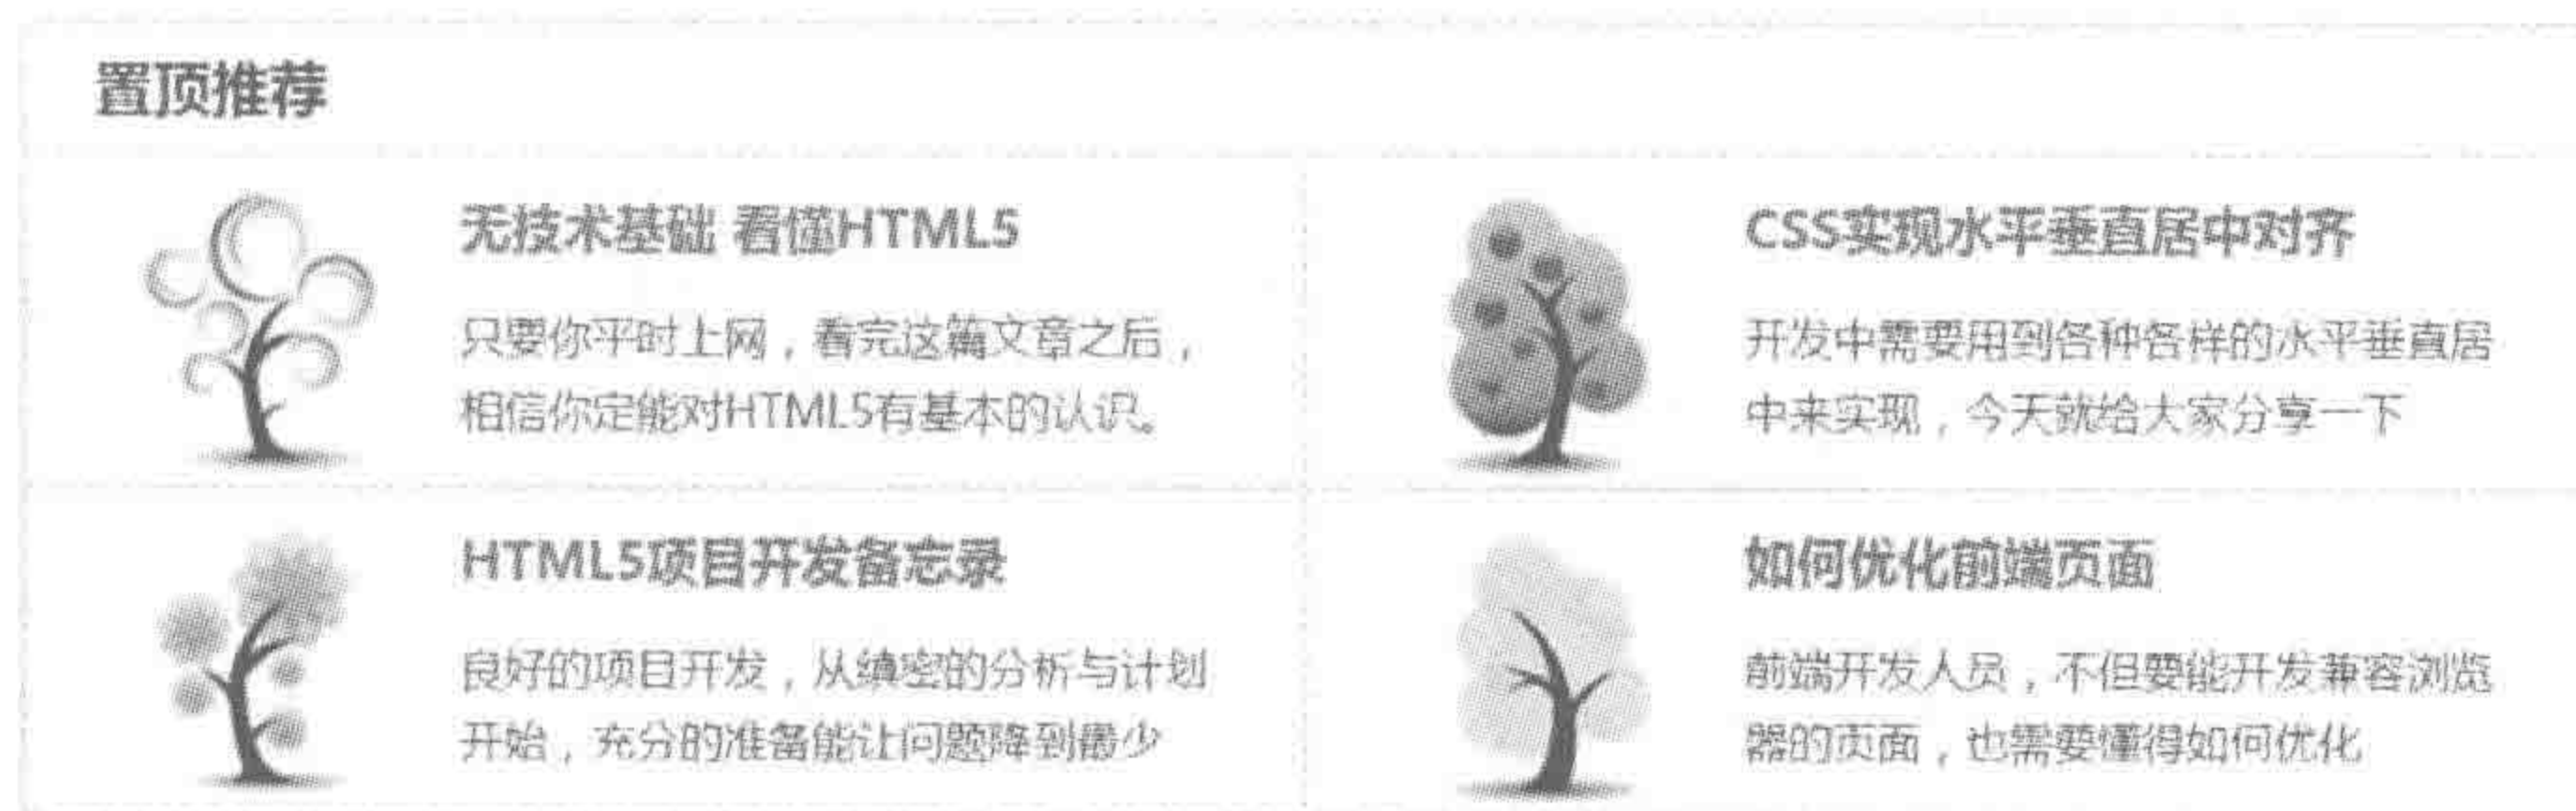 置顶推荐
无技术基础 看懂HTML5
只要你平时上网，看完这篇文章之后，
相信你定能对HTML5有基本的认识。
CSS实现水平垂直居中对齐
开发中需要用到各种各样的水平垂直居
中来实现，今天就给大家分享一下
HTML5项目开发备忘录
良好的项目开发，从缜密的分析与计划
开始，充分的准备能让问题降到最少
如何优化前端页面
前端开发人员，不但要能开发兼容浏览
器的页面，也需要懂得如何优化